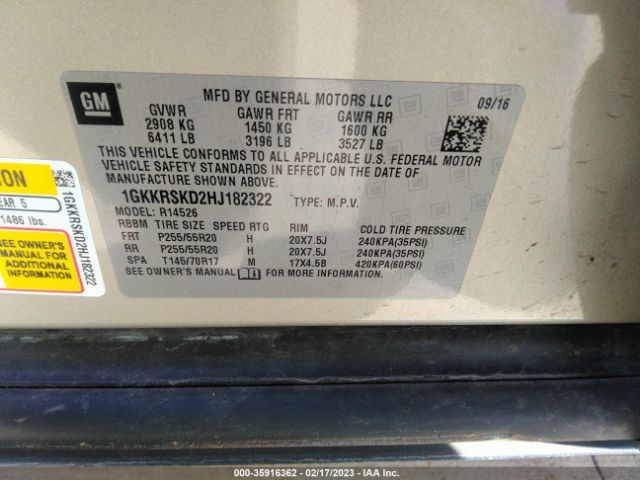 GM
MFD BY GENERAL MOTORS LLC
09/16
GVWR GAWR FRT GAWR RR
2908 KG 1450 KG 1600 KG
6411 LB 3196 LB 3527 LB
THIS VEHICLE CONFORMS TO ALL APPLICABLE U.S. FEDERAL MOTOR
VEHICLE SAFETY STANDARDS IN EFFECT ON THE DATE OF
MANUFACTURE SHOWN ABOVE.
1GKKRSKD2HJ182322 TYPE: M.P.V.
MODEL: R14526
RBBM TIRE SIZE SPEED RTG RIM COLD TIRE PRESSURE
FRT P255/55R20 H 20X7.5J 240KPA(35PSI)
RR P255/55R20 H 20X7.5J 240KPA(35PSI)
SPA T145/70R17 M 17X4.5B 420KPA(60PSI)
SEE OWNER'S MANUAL FOR MORE INFORMATION
EAR 5
1486 lbs.
SEE OWNER'S
MANUAL FOR
ADDITIONAL
INFORMATION
1GKKRSKD2HJ182322
000-35916362 - 02/17/2023 - IAA Inc.